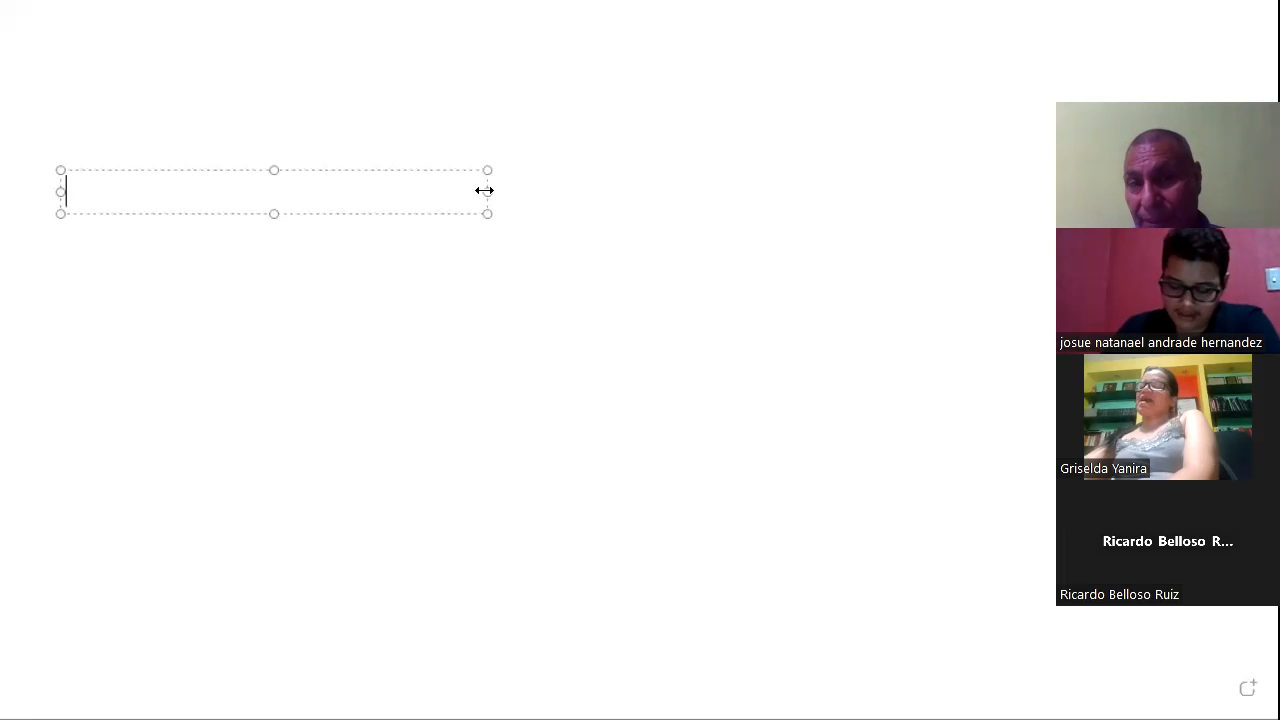 josue natanael andrade hernandez
Griselda Yanira
Ricardo Belloso R...
Ricardo Belloso Ruiz